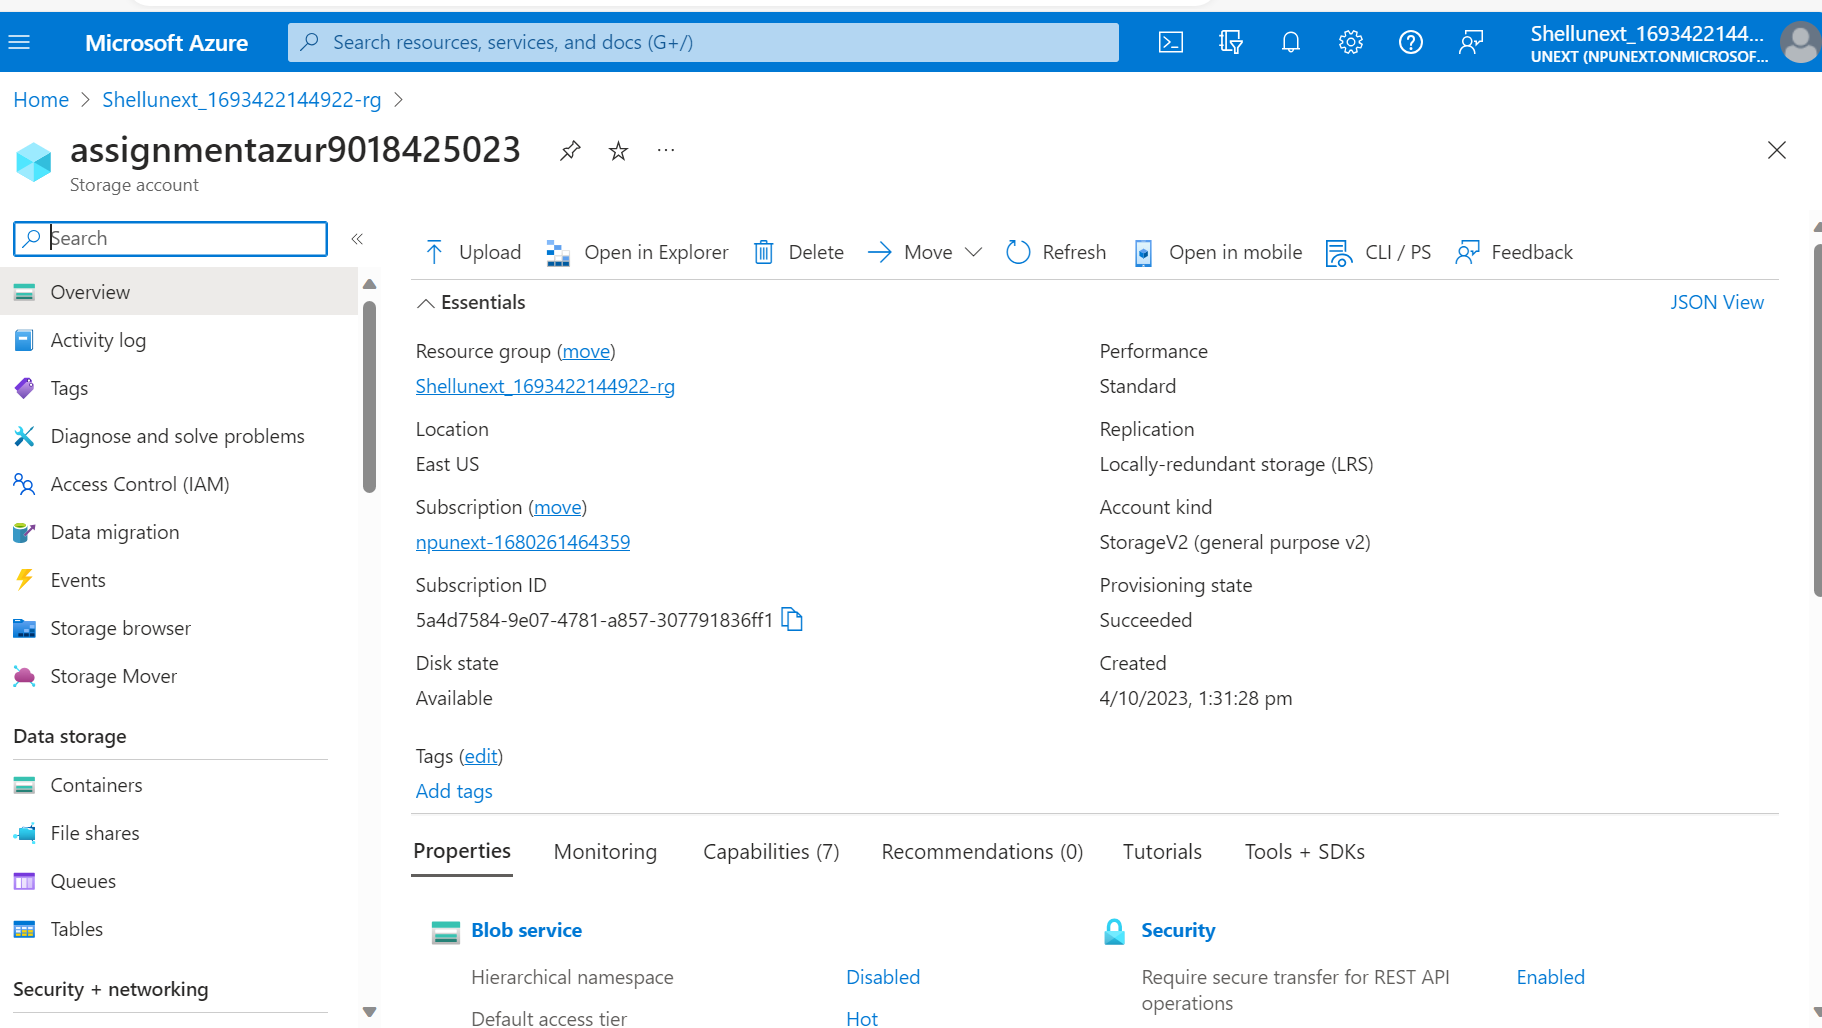 Microsoft Azure
Search resources, services, and docs (G+/)
Shellunext_1693422144...
UNEXT (NPUNEXT.ONMICROSOF...
Home > Shellunext_1693422144922-rg >
assignmentazur9018425023
Storage account
Search
Overview
Activity log
Tags
Diagnose and solve problems
Access Control (IAM)
Data migration
Events
Storage browser
Storage Mover
Data storage
Containers
File shares
Queues
Tables
Security + networking
Upload Open in Explorer Delete Move Refresh Open in mobile CLI / PS Feedback
Essentials
JSON View
Resource group (move)
Shellunext_1693422144922-rg
Location
East US
Subscription (move)
npunext-1680261464359
Subscription ID
5a4d7584-9e07-4781-a857-307791836ff1
Disk state
Available
Performance
Standard
Replication
Locally-redundant storage (LRS)
Account kind
StorageV2 (general purpose v2)
Provisioning state
Succeeded
Created
4/10/2023, 1:31:28 pm
Tags (edit)
Add tags
Properties Monitoring Capabilities (7) Recommendations (0) Tutorials Tools + SDKs
Blob service
Hierarchical namespace Disabled
Default access tier Hot
Security
Require secure transfer for REST API Enabled
operations